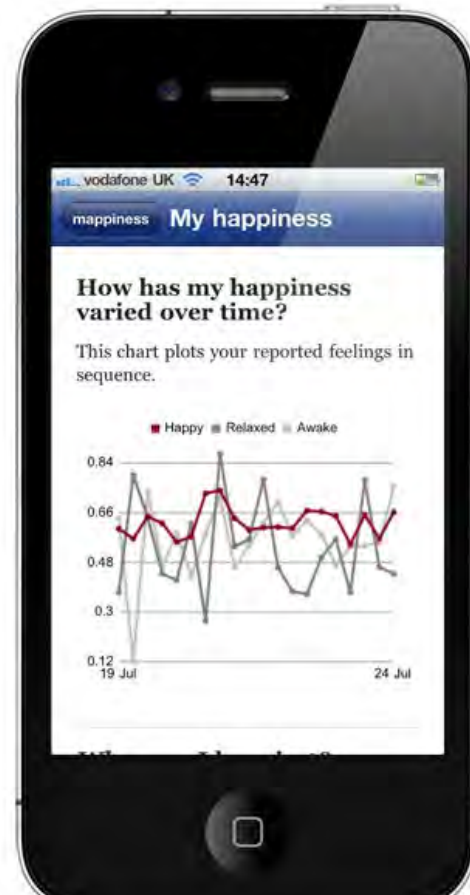 vodafone UK 14:47
mappiness My happiness
How has my happiness
varied over time?
This chart plots your reported feelings in
sequence.
Happy Relaxed Awake
0.84
0.66
0.48
0.3
0.12
19 Jul 24 Jul